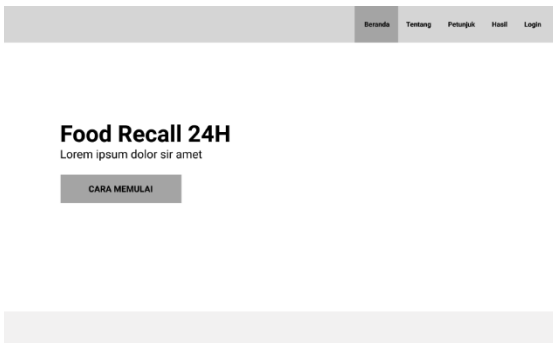 Beranda Tentang Petunjuk Hasil Login
Food Recall 24H
Lorem ipsum dolor sir amet
CARA MEMULAI